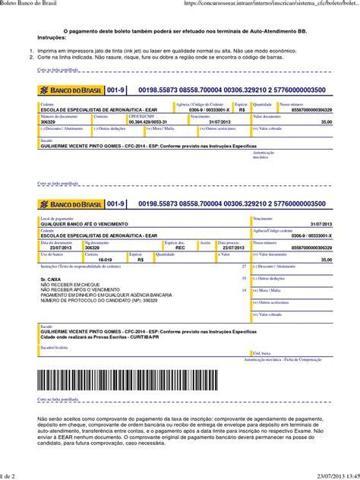 Boleto Banco do Brasil
https://concursosear.intraer/interno/inscricao/sistema_cfc/boleto/bolet...
O pagamento deste boleto também poderá ser efetuado nos terminais de Auto-Atendimento BB.
Instruções:
1. Imprima em impressora jato de tinta (ink jet) ou laser em qualidade normal ou alta. Não use modo econômico.
2. Corte na linha indicada. Não rasure, risque, fure ou dobre a região onde se encontra o código de barras.
Corte na linha pontilhada
BANCO DO BRASIL 001-9 00198.55873 08558.700004 00306.329210 2 57760000003500
Cedente Agência/Código do Cedente Espécie Quantidade Nosso número
ESCOLA DE ESPECIALISTAS DE AERONÁUTICA - EEAR 0306-9 / 00333001-X R$ 85587000000306329
Número do documento Contrato CPF/CEI/CNPJ Vencimento Valor documento
306329 00.394.429/0053-31 31/07/2013 35,00
(-) Desconto / Abatimento (-) Outras deduções (+) Mora / Multa (+) Outros acréscimos (=) Valor cobrado
Sacado
GUILHERME VICENTE PINTO GOMES - CFC-2014 - ESP: Conforme previsto nas Instruções Específicas
Autenticação mecânica
Corte na linha pontilhada
BANCO DO BRASIL 001-9 00198.55873 08558.700004 00306.329210 2 57760000003500
Local de pagamento Vencimento
QUALQUER BANCO ATÉ O VENCIMENTO 31/07/2013
Cedente Agência/Código cedente
ESCOLA DE ESPECIALISTAS DE AERONÁUTICA - EEAR 0306-9 / 00333001-X
Data do documento No documento Espécie doc. Aceite Data process. Nosso número
23/07/2013 306329 REC 23/07/2013 85587000000306329
Uso do banco Carteira Espécie Quantidade x Valor (=) Valor documento
18-019 R$ 35,00
Instruções (Texto de responsabilidade do cedente) (-) Desconto / Abatimento
Sr. CAIXA (-) Outras deduções
NÃO RECEBER EM CHEQUE
NÃO RECEBER APÓS O VENCIMENTO (+) Mora / Multa
PAGAMENTO EM DINHEIRO EM QUALQUER AGÊNCIA BANCÁRIA (+) Outros acréscimos
NÚMERO DE PROTOCOLO DO CANDIDATO (NP): 306329
(=) Valor cobrado
Sacado
GUILHERME VICENTE PINTO GOMES - CFC-2014 - ESP: Conforme previsto nas Instruções Específicas
Cidade onde realizará as Provas Escritas - CURITIBA/PR
Sacador/Avalista
Cód. baixa
Autenticação mecânica - Ficha de Compensação
Corte na linha pontilhada
Não serão aceitos como comprovante do pagamento da taxa de inscrição: comprovante de agendamento de pagamento,
depósito em cheque, comprovante de ordem bancária ou recibo de entrega de envelope para depósito em terminais de
auto-atendimento, transferência entre contas, e o pagamento após a data limite para inscrição no respectivo Exame. Não
enviar à EEAR nenhum documento. O comprovante original de pagamento bancário deverá permanecer na posse do
candidato, para futura comprovação, caso necessária.
1 de 2
23/07/2013 13:47